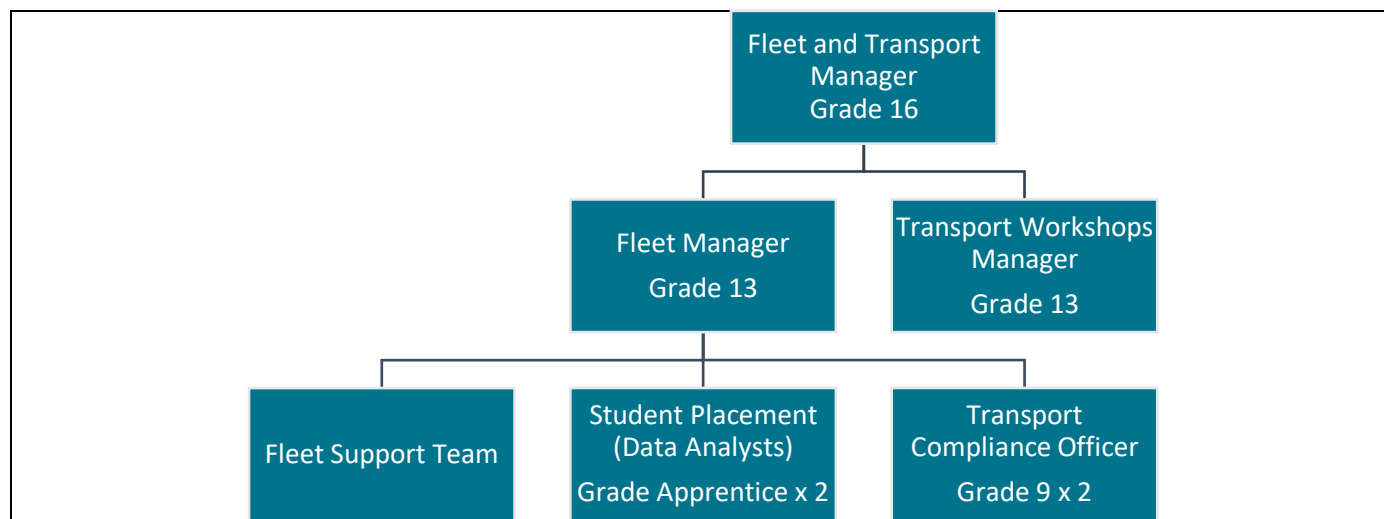 Fleet and Transport
Manager
Grade 16
Fleet Manager
Grade 13
Transport Workshops
Manager
Grade 13
Fleet Support Team
Student Placement
(Data Analysts)
Grade Apprentice x 2
Transport
Compliance Officer
Grade 9 x 2